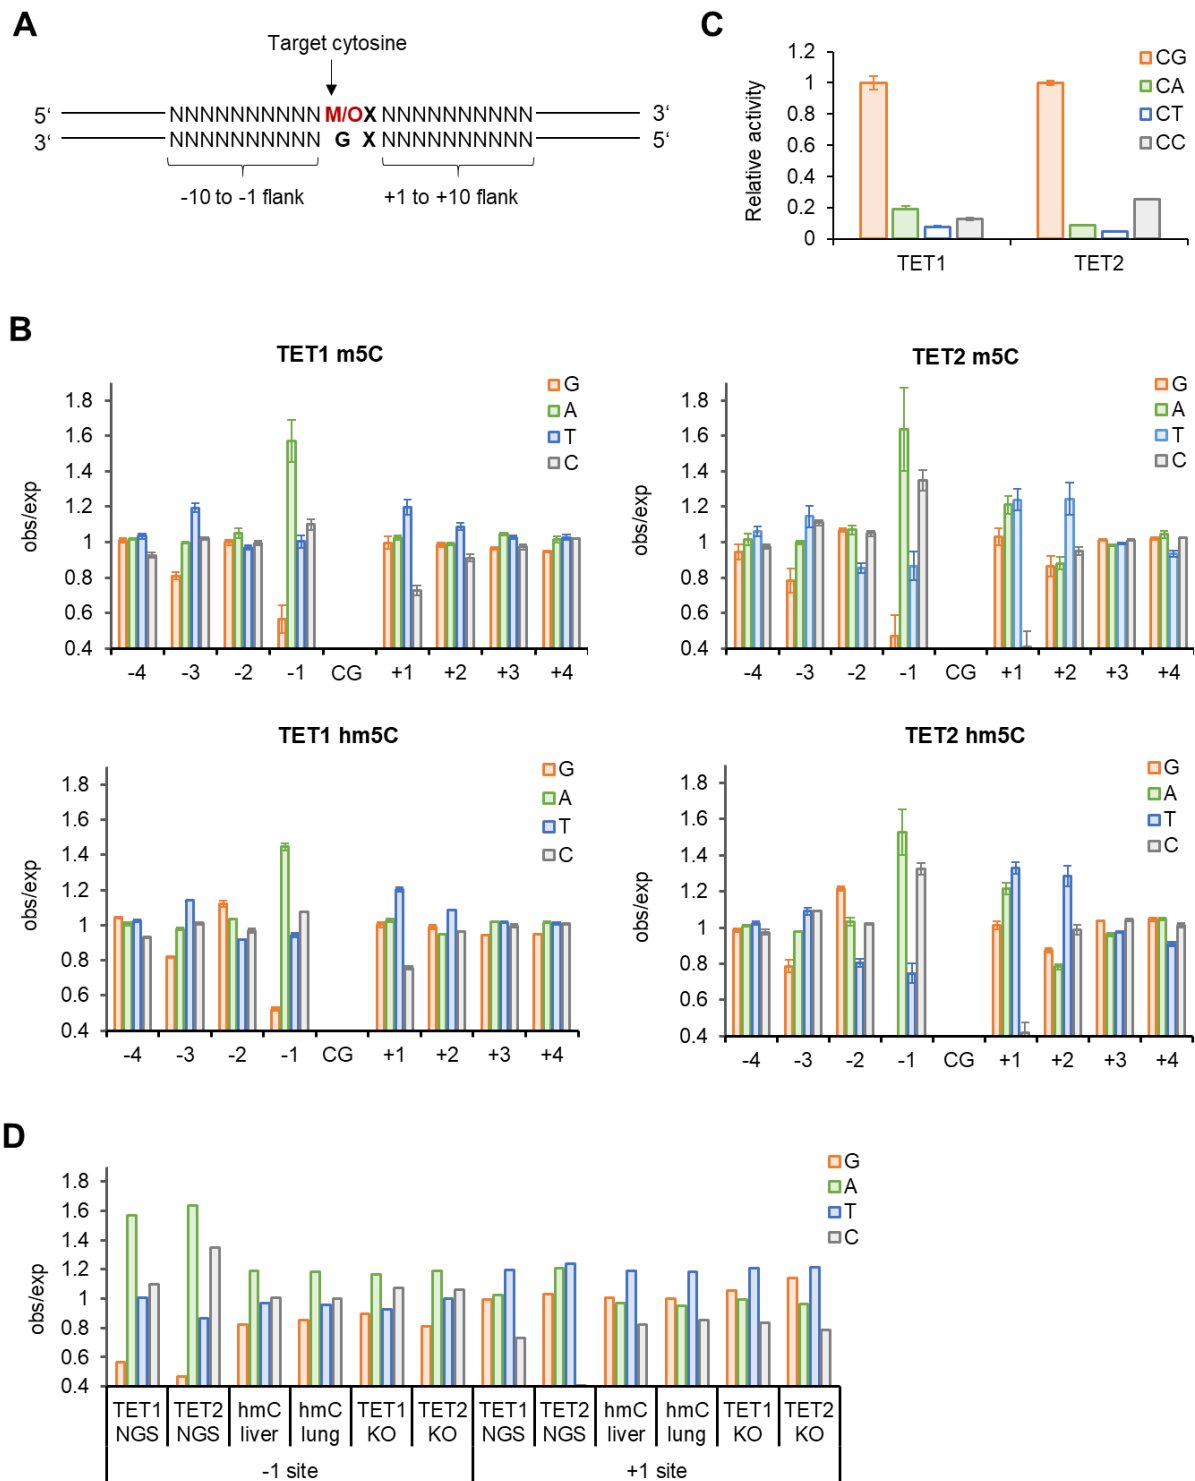 A
Target cytosine
5‘ NNNNNNNNNN M/OX NNNNNNNNNN 3‘
3‘ NNNNNNNNNN G X NNNNNNNNNN 5‘
-10 to -1 flank +1 to +10 flank
C
Relative activity
1.2
1
0.8
0.6
0.4
0.2
0
CG
CA
CT
CC
TET1 TET2
B
TET1 m5C
obs/exp
1.8
1.6
1.4
1.2
1
0.8
0.6
0.4
G
A
T
C
-4 -3 -2 -1 CG +1 +2 +3 +4
TET2 m5C
obs/exp
1.8
1.6
1.4
1.2
1
0.8
0.6
0.4
G
A
T
C
-4 -3 -2 -1 CG +1 +2 +3 +4
TET1 hm5C
obs/exp
1.8
1.6
1.4
1.2
1
0.8
0.6
0.4
G
A
T
C
-4 -3 -2 -1 CG +1 +2 +3 +4
TET2 hm5C
obs/exp
1.8
1.6
1.4
1.2
1
0.8
0.6
0.4
G
A
T
C
-4 -3 -2 -1 CG +1 +2 +3 +4
D
obs/exp
1.8
1.6
1.4
1.2
1
0.8
0.6
0.4
G
A
T
C
TET1 TET2 hmC hmC TET1 TET2 TET1 TET2 hmC hmC TET1 TET2
NGS NGS liver lung KO KO NGS NGS liver lung KO KO
-1 site +1 site